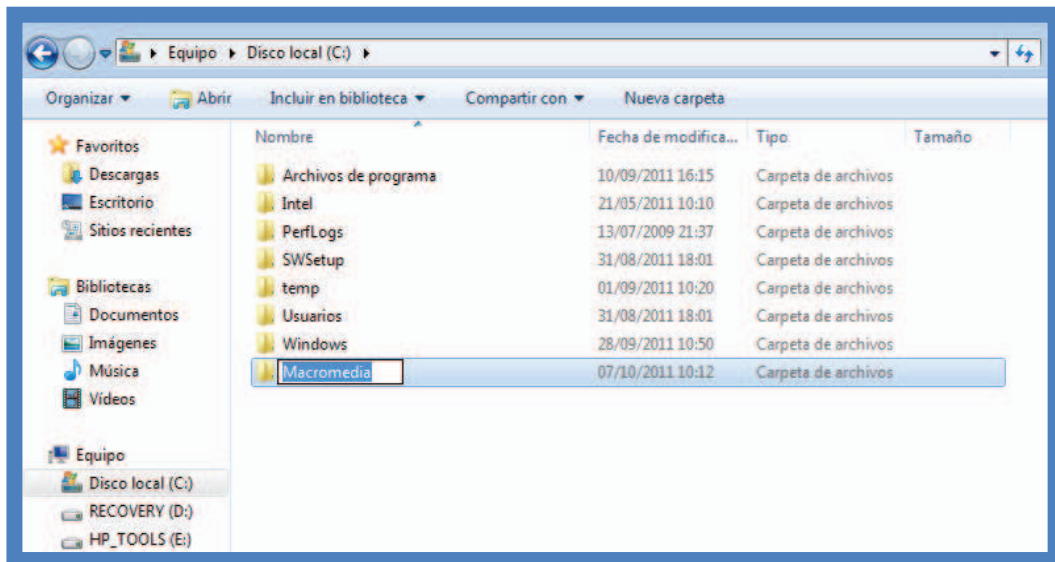 Equipo Disco local (C:)
Organizar Abrir Incluir en biblioteca Compartir con Nueva carpeta
Favoritos
Descargas
Escritorio
Sitios recientes
Bibliotecas
Documentos
Imágenes
Música
Vídeos
Equipo
Disco local (C:)
RECOVERY (D:)
HP_TOOLS (E:)
Nombre Fecha de modifica... Tipo Tamaño
Archivos de programa 10/09/2011 16:15 Carpeta de archivos
Intel 21/05/2011 10:10 Carpeta de archivos
PerfLogs 13/07/2009 21:37 Carpeta de archivos
SWSetup 31/08/2011 18:01 Carpeta de archivos
temp 01/09/2011 10:20 Carpeta de archivos
Usuarios 31/08/2011 18:01 Carpeta de archivos
Windows 28/09/2011 10:50 Carpeta de archivos
Macromedia 07/10/2011 10:12 Carpeta de archivos